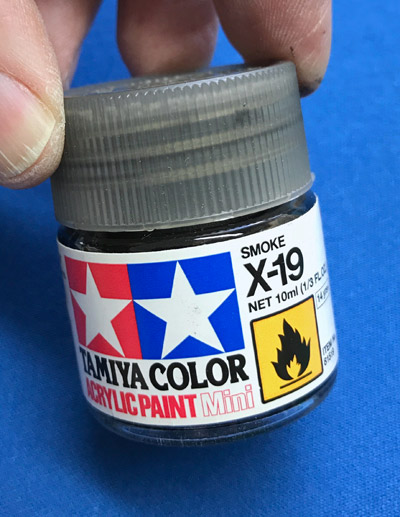 SMOKE
X-19
NET 10ml (1/3 FL.OZ
TAMIYA COLOR
ACRYLIC PAINT Mini